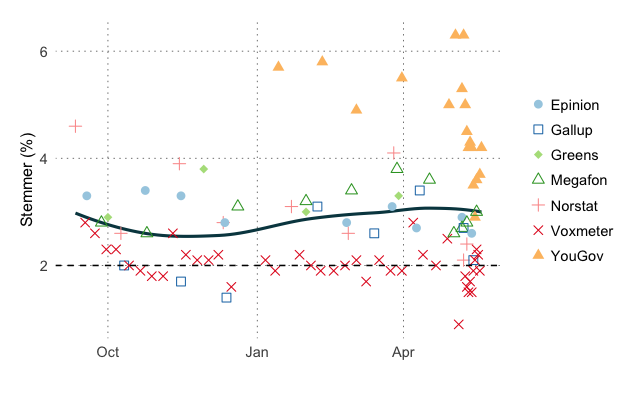 Stemmer (%)
6
4
2
Oct
Jan
Apr
Epinion
Gallup
Greens
Megafon
Norstat
Voxmeter
YouGov